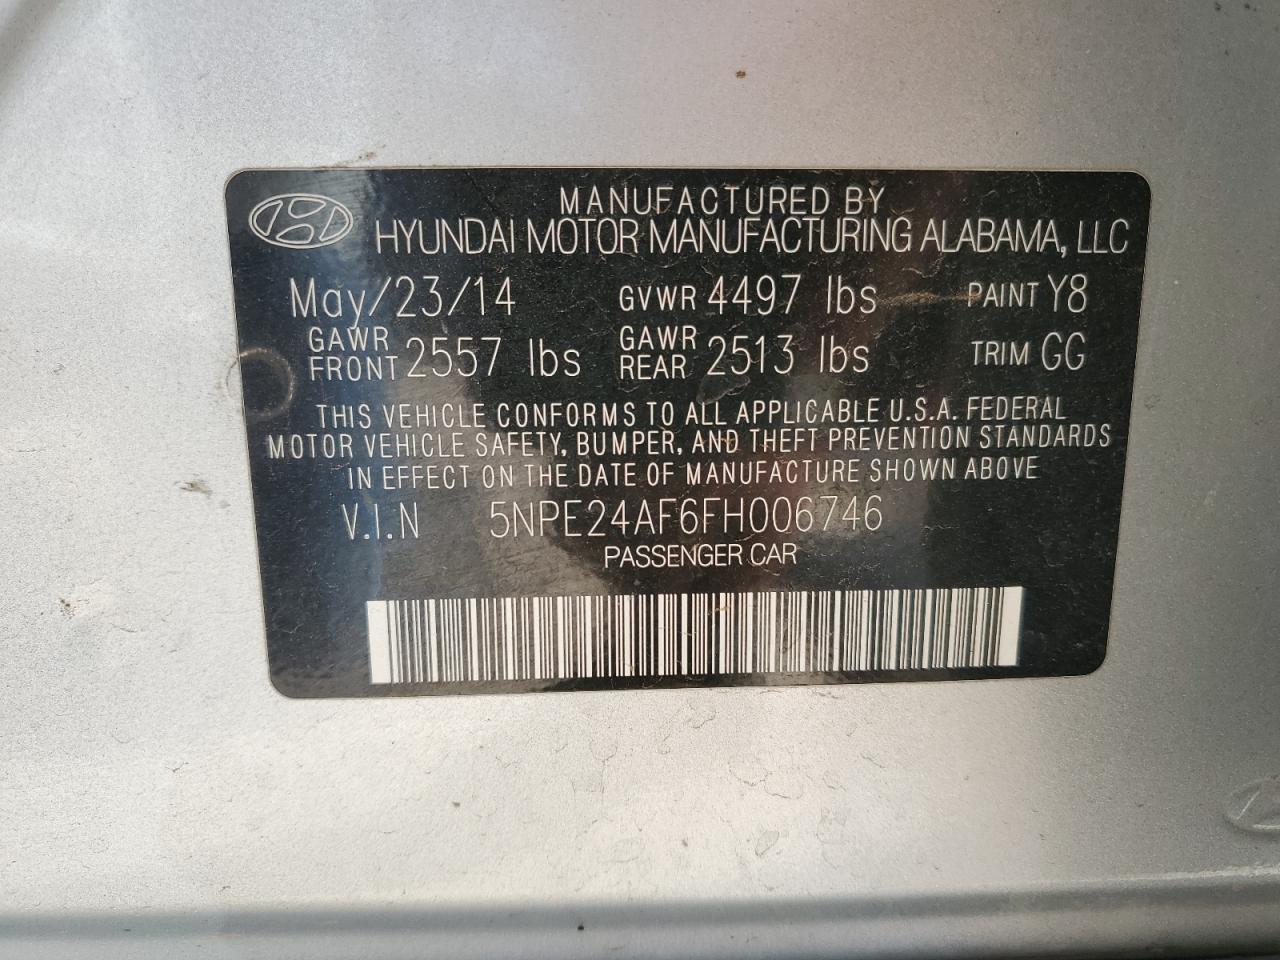 MANUFACTURED BY
HYUNDAI MOTOR MANUFACTURING ALABAMA, LLC
May/23/14 GVWR 4497 lbs PAINT Y8
GAWR FRONT 2557 lbs GAWR REAR 2513 lbs TRIM GG
THIS VEHICLE CONFORMS TO ALL APPLICABLE U.S.A. FEDERAL
MOTOR VEHICLE SAFETY, BUMPER, AND THEFT PREVENTION STANDARDS
IN EFFECT ON THE DATE OF MANUFACTURE SHOWN ABOVE
V.I.N 5NPE24AF6FH006746
PASSENGER CAR